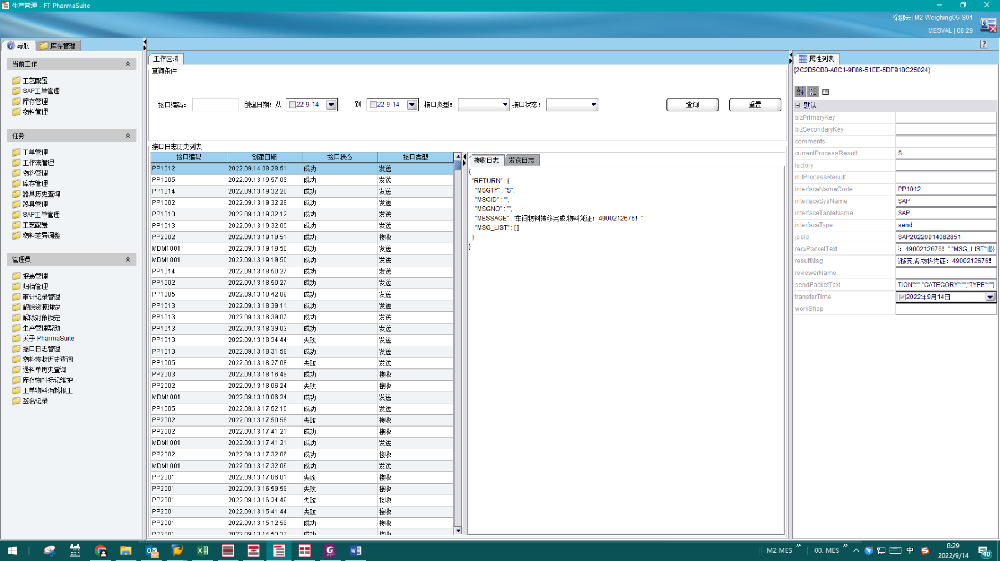 生产管理 - FT PharmaSuite
—徐鹏云| M2-Weighing05-S01
MESVAL | 08:29
导航
库存管理
当前工作
工艺配置
SAP工单管理
库存管理
物料管理
任务
工单管理
工作流管理
物料管理
库存管理
器具历史查询
器具管理
SAP工单管理
工艺配置
物料差异调整
管理员
报表管理
归档管理
审计记录管理
解除资源绑定
解除对象锁定
生产管理帮助
关于 PharmaSuite
接口日志管理
物料接收历史查询
退料单历史查询
库存物料标记维护
工单物料消耗报工
签名记录
工作区域
查询条件
接口编码: 创建日期: 从 22-9-14 到 22-9-14 接口类型: 接口状态: 查询 重置
接口日志历史列表
接口编码 创建日期 接口状态 接口类型
PP1012 2022.09.14 08:28:51 成功 发送
PP1005 2022.09.13 19:57:09 成功 发送
PP1014 2022.09.13 19:32:28 成功 发送
PP1002 2022.09.13 19:32:28 成功 发送
PP1013 2022.09.13 19:32:12 成功 发送
PP1013 2022.09.13 19:32:05 成功 发送
PP2002 2022.09.13 19:19:51 成功 接收
MDM1001 2022.09.13 19:19:50 成功 发送
MDM1001 2022.09.13 19:19:50 成功 发送
PP1014 2022.09.13 18:50:27 成功 发送
PP1002 2022.09.13 18:50:27 成功 发送
PP1005 2022.09.13 18:42:09 成功 发送
PP1013 2022.09.13 18:39:11 成功 发送
PP1013 2022.09.13 18:39:07 成功 发送
PP1013 2022.09.13 18:39:03 成功 发送
PP1013 2022.09.13 18:34:44 失败 发送
PP1013 2022.09.13 18:31:58 成功 发送
PP1005 2022.09.13 18:27:08 失败 发送
PP2003 2022.09.13 18:16:49 成功 接收
PP2002 2022.09.13 18:06:24 失败 接收
MDM1001 2022.09.13 18:06:24 成功 发送
PP1005 2022.09.13 17:52:10 成功 发送
PP2002 2022.09.13 17:50:58 失败 接收
PP2002 2022.09.13 17:41:21 成功 接收
MDM1001 2022.09.13 17:41:21 成功 发送
PP2002 2022.09.13 17:32:06 成功 接收
MDM1001 2022.09.13 17:32:06 成功 发送
PP2001 2022.09.13 17:06:01 失败 接收
PP2001 2022.09.13 16:59:59 失败 接收
PP2001 2022.09.13 16:24:49 失败 接收
PP2001 2022.09.13 15:41:44 失败 接收
PP2001 2022.09.13 15:12:59 成功 接收
PP2001 2022.09.13 14:53:37 成功 接收
接收日志 发送日志
{
"RETURN" : {
"MSGTY" : "S",
"MSGID" : "",
"MSGNO" : "",
"MESSAGE" : "车间物料转移完成,物料凭证：4900212676！",
"MSG_LIST" : [ ]
}
}
属性列表
{2C2B5CB8-A8C1-9F86-51EE-5DF918C25024}
默认
bizPrimaryKey
bizSecondaryKey
comments
currentProcessResult S
factory
initProcessResult
interfaceNameCode PP1012
interfaceSysName SAP
interfaceTableName SAP
interfaceType send
jobId SAP20220914082851
recvPacketText ：4900212676！","MSG_LIST":[]}}
resultMsg 移完成,物料凭证：4900212676！
reviewerName
sendPacketText TION":"","CATEGORY":"","TYPE":""}
transferTime 2022年9月14日
workShop
M2 MES
00. MES
中
8:29
2022/9/14
40